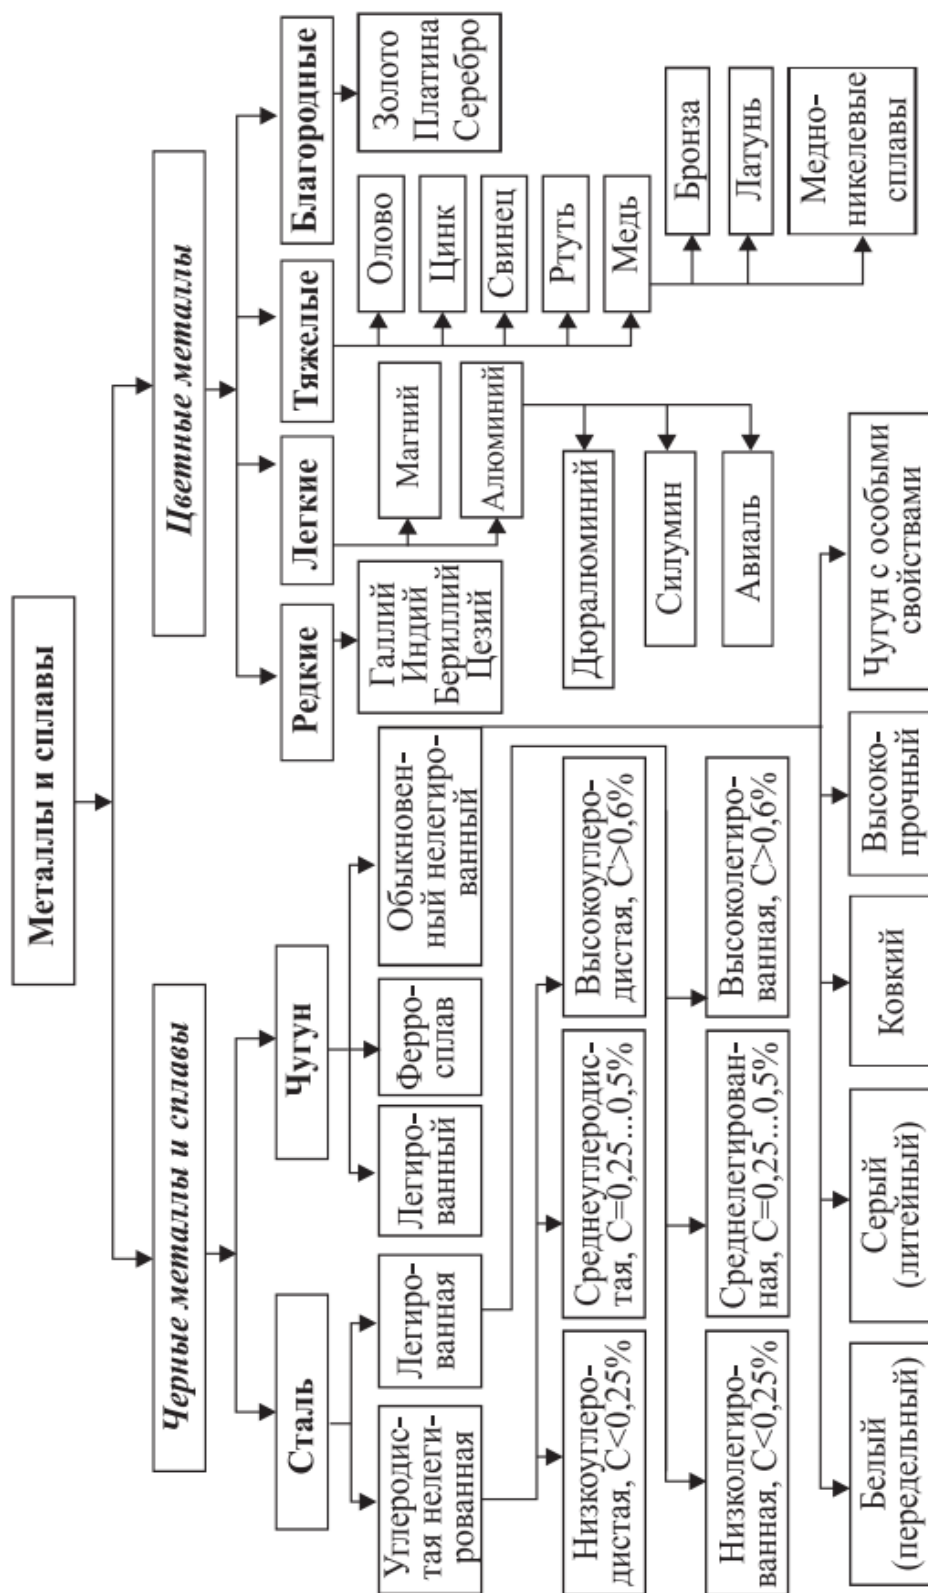 Металлы и сплавы
Черные металлы и сплавы
Цветные металлы
Сталь
Чугун
Редкие
Легкие
Тяжелые
Благородные
Углеродис-
тая нелеги-
рованная
Легиро-
ванная
Легиро-
ванный
Ферро-
сплав
Обыкновен-
ный нелегиро-
ванный
Галлий
Индий
Бериллий
Цезий
Магний
Алюминий
Олово
Цинк
Свинец
Ртуть
Медь
Золото
Платина
Серебро
Низкоуглеро-
дистая, С<0,25%
Среднеуглеродис-
тая, С=0,25...0,5%
Высокоуглеро-
дистая, С>0,6%
Дюралюминий
Силумин
Авиаль
Бронза
Латунь
Медно-
никелевые
сплавы
Низколегиро-
ванная, С<0,25%
Среднелегирован-
ная, С=0,25...0,5%
Высоколегиро-
ванная, С>0,6%
Белый
(передельный)
Серый
(литейный)
Ковкий
Высоко-
прочный
Чугун с особыми
свойствами